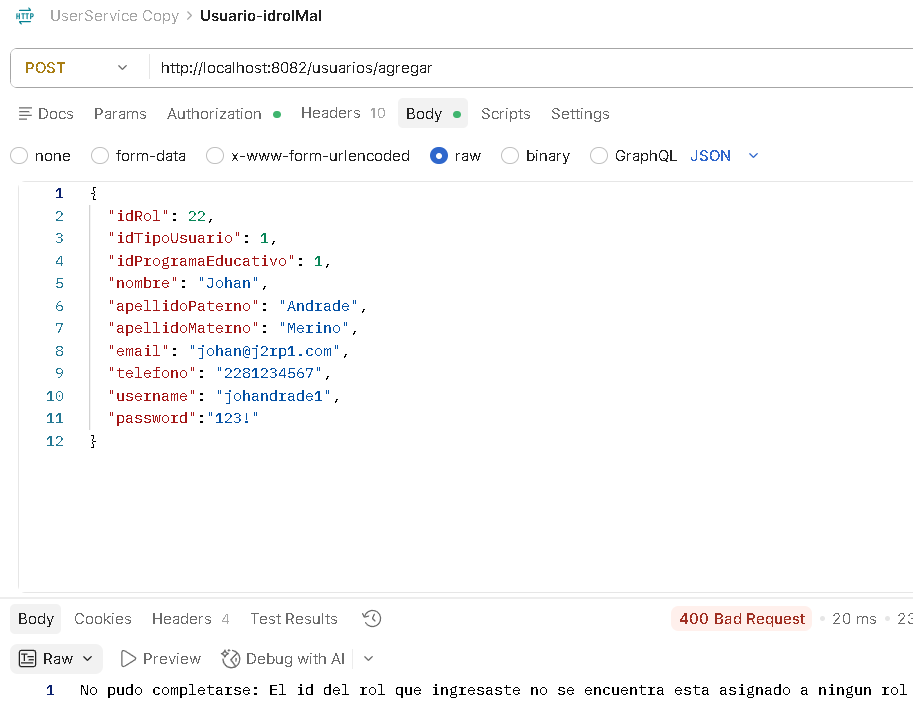 HTTP UserService Copy > Usuario-idrolMal
POST http://localhost:8082/usuarios/agregar
Docs Params Authorization Headers 10 Body Scripts Settings
none form-data x-www-form-urlencoded raw binary GraphQL JSON
1 {
2 "idRol": 22,
3 "idTipoUsuario": 1,
4 "idProgramaEducativo": 1,
5 "nombre": "Johan",
6 "apellidoPaterno": "Andrade",
7 "apellidoMaterno": "Merino",
8 "email": "johan@j2rp1.com",
9 "telefono": "2281234567",
10 "username": "johandrade1",
11 "password":"123!"
12 }
Body Cookies Headers 4 Test Results 400 Bad Request • 20 ms • 23
Raw Preview Debug with AI
1 No pudo completarse: El id del rol que ingresaste no se encuentra esta asignado a ningun rol